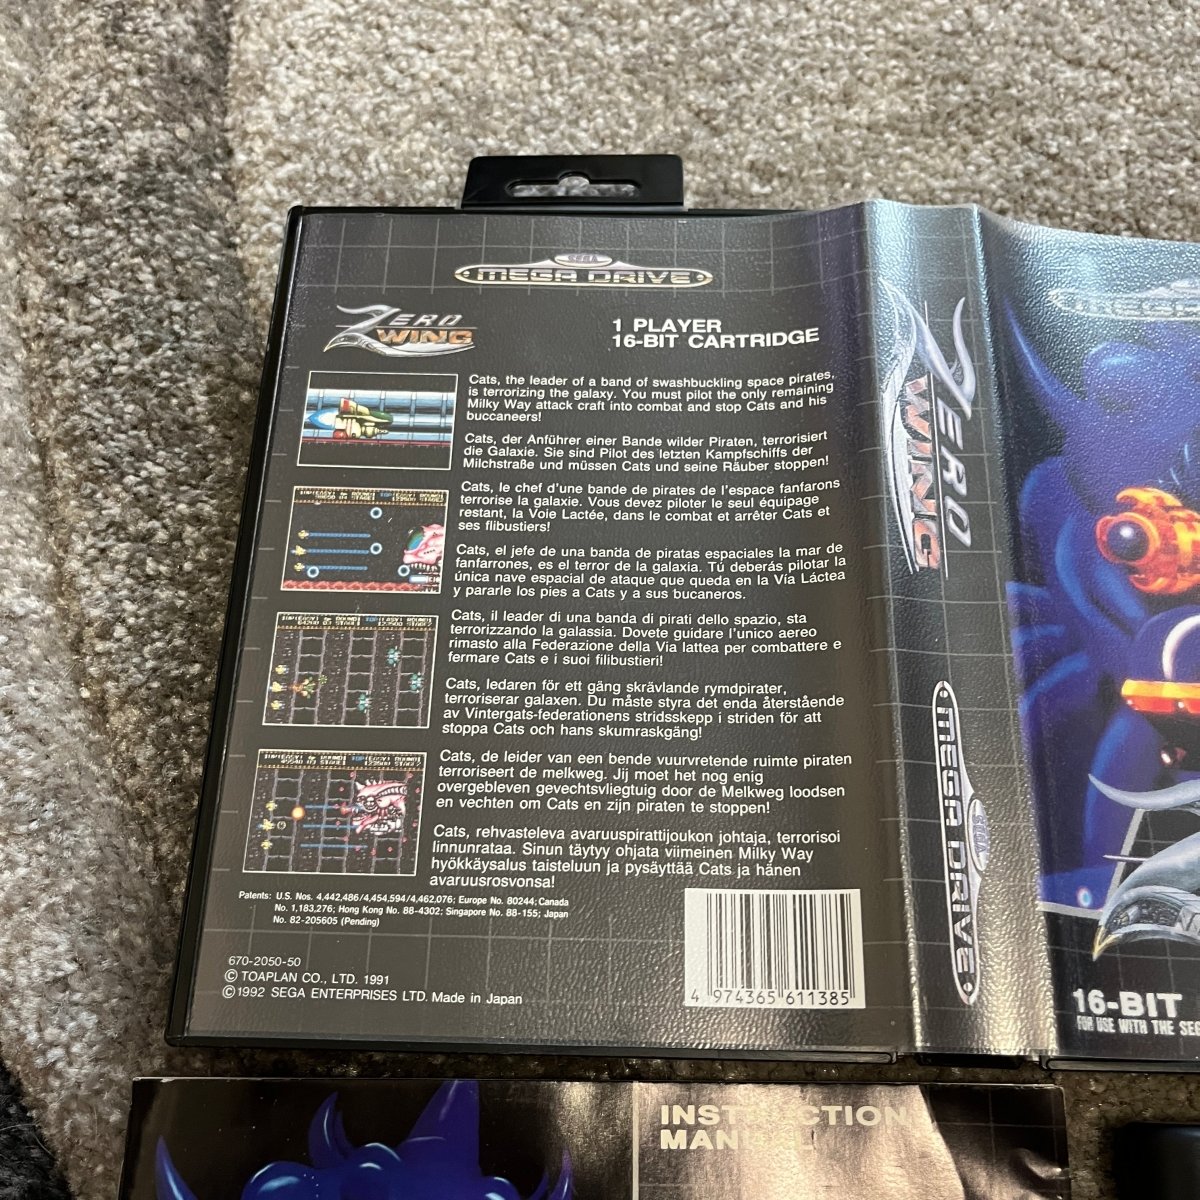 SEGA
MEGA DRIVE
ZERO
WING
1 PLAYER
16-BIT CARTRIDGE
Cats, the leader of a band of swashbuckling space pirates,
is terrorizing the galaxy. You must pilot the only remaining
Milky Way attack craft into combat and stop Cats and his
buccaneers!
Cats, der Anführer einer Bande wilder Piraten, terrorisiert
die Galaxie. Sie sind Pilot des letzten Kampfschiffs der
Milchstraße und müssen Cats und seine Räuber stoppen!
Cats, le chef d'une bande de pirates de l'espace fanfarons
terrorise la galaxie. Vous devez piloter le seul équipage
restant, la Voie Lactée, dans le combat et arrêter Cats et
ses flibustiers!
Cats, el jefe de una banda de piratas espaciales la mar de
fanfarrones, es el terror de la galaxia. Tú deberás pilotar la
única nave espacial de ataque que queda en la Vía Láctea
y pararle los pies a Cats y a sus bucaneros.
Cats, il leader di una banda di pirati dello spazio, sta
terrorizzando la galassia. Dovete guidare l'unico aereo
rimasto alla Federazione della Via lattea per combattere e
fermare Cats e i suoi filibustieri!
Cats, ledaren för ett gäng skrävlande rymdpirater,
terroriserar galaxen. Du måste styra det enda återstående
av Vintergats-federationens stridsskepp i striden för att
stoppa Cats och hans skumraskgäng!
Cats, de leider van een bende vuurvretende ruimte piraten
terroriseert de melkweg. Jij moet het nog enig
overgebleven gevechtsvliegtuig door de Melkweg loodsen
en vechten om Cats en zijn piraten te stoppen!
Cats, rehvasteleva avaruuspirattijoukon johtaja, terrorisoi
linnunrataa. Sinun täytyy ohjata viimeinen Milky Way
hyökkäysalus taisteluun ja pysäyttää Cats ja hänen
avaruusrosvonsa!
Patents: U.S. Nos. 4,442,486/4,454,594/4,462,076; Europe No. 80244; Canada
No. 1,183,276; Hong Kong No. 88-4302; Singapore No. 88-155; Japan
No. 82-205605 (Pending)
670-2050-50
© TOAPLAN CO., LTD. 1991
©1992 SEGA ENTERPRISES LTD. Made in Japan
4 974365 611385
ZERO
WING
SEGA
MEGA DRIVE
16-BIT
FOR USE WITH THE
INSTRUCTION
MANUAL